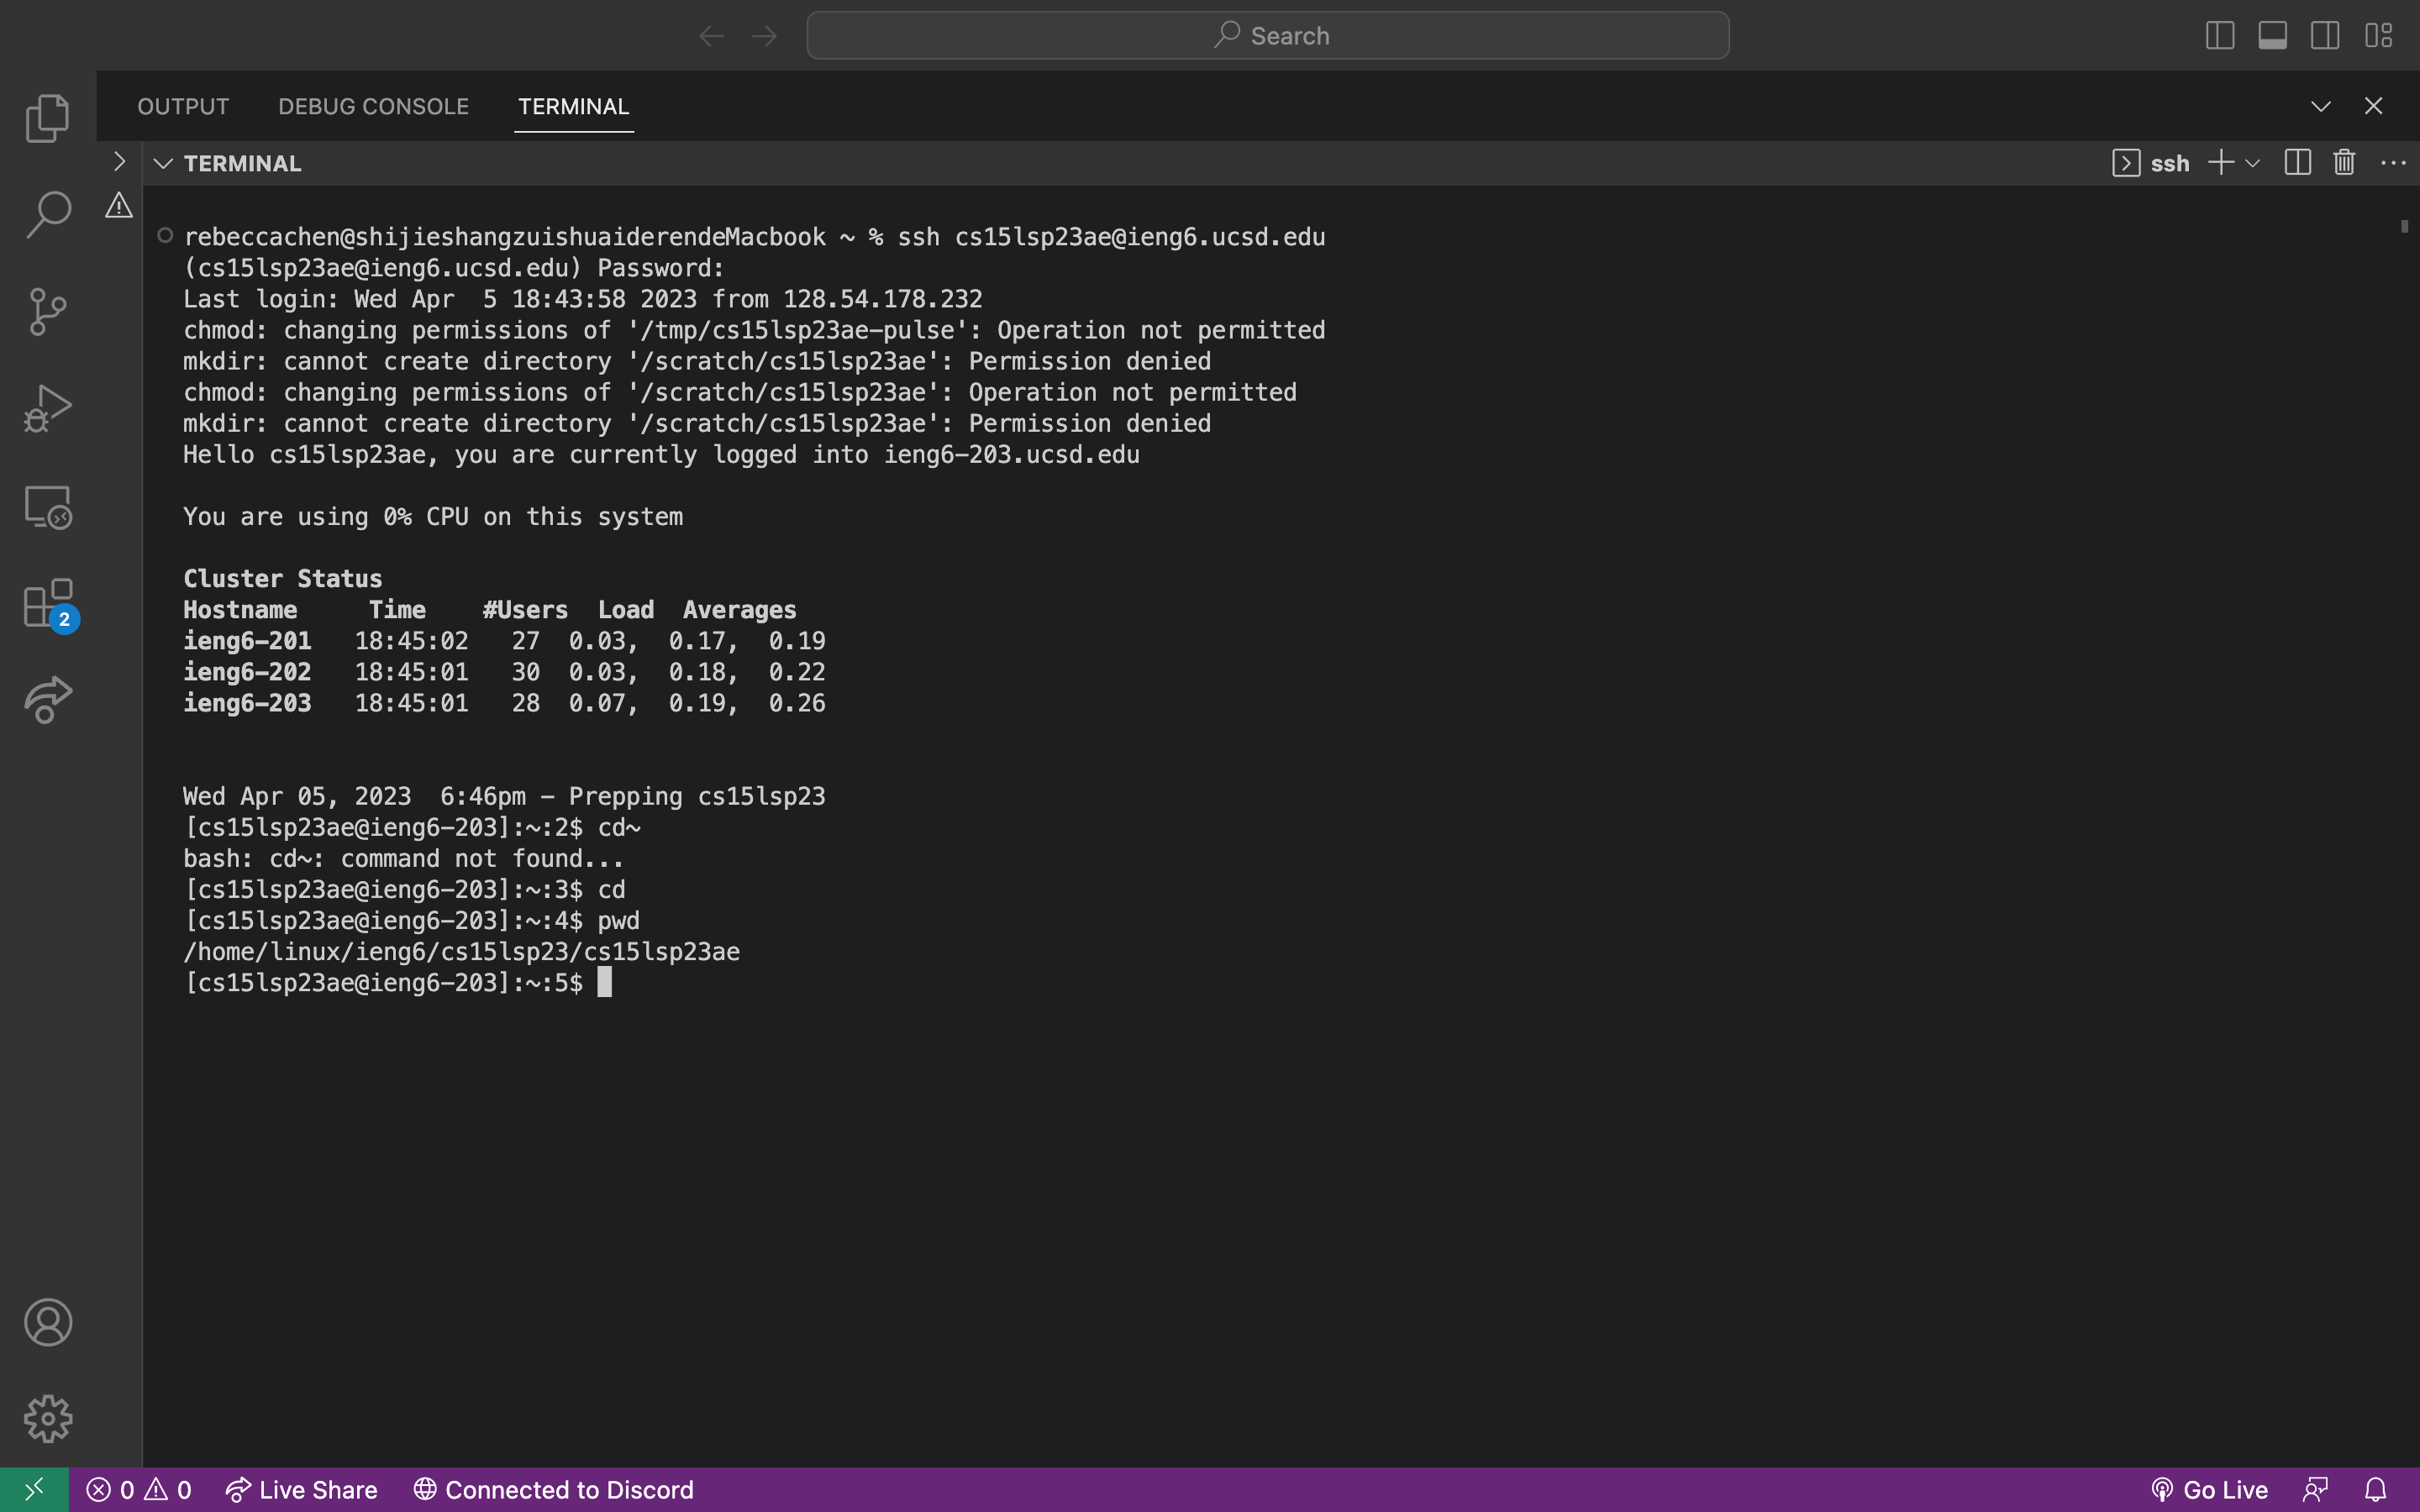 Search
OUTPUT DEBUG CONSOLE TERMINAL
TERMINAL
ssh
rebeccachen@shijieshangzuishuaiderendeMacbook ~ % ssh cs15lsp23ae@ieng6.ucsd.edu
(cs15lsp23ae@ieng6.ucsd.edu) Password:
Last login: Wed Apr  5 18:43:58 2023 from 128.54.178.232
chmod: changing permissions of '/tmp/cs15lsp23ae-pulse': Operation not permitted
mkdir: cannot create directory '/scratch/cs15lsp23ae': Permission denied
chmod: changing permissions of '/scratch/cs15lsp23ae': Operation not permitted
mkdir: cannot create directory '/scratch/cs15lsp23ae': Permission denied
Hello cs15lsp23ae, you are currently logged into ieng6-203.ucsd.edu
You are using 0% CPU on this system
Cluster Status
Hostname     Time    #Users  Load  Averages
ieng6-201   18:45:02   27  0.03,  0.17,  0.19
ieng6-202   18:45:01   30  0.03,  0.18,  0.22
ieng6-203   18:45:01   28  0.07,  0.19,  0.26
Wed Apr 05, 2023  6:46pm - Prepping cs15lsp23
[cs15lsp23ae@ieng6-203]:~:2$ cd~
bash: cd~: command not found...
[cs15lsp23ae@ieng6-203]:~:3$ cd
[cs15lsp23ae@ieng6-203]:~:4$ pwd
/home/linux/ieng6/cs15lsp23/cs15lsp23ae
[cs15lsp23ae@ieng6-203]:~:5$
2
0 0 Live Share Connected to Discord Go Live